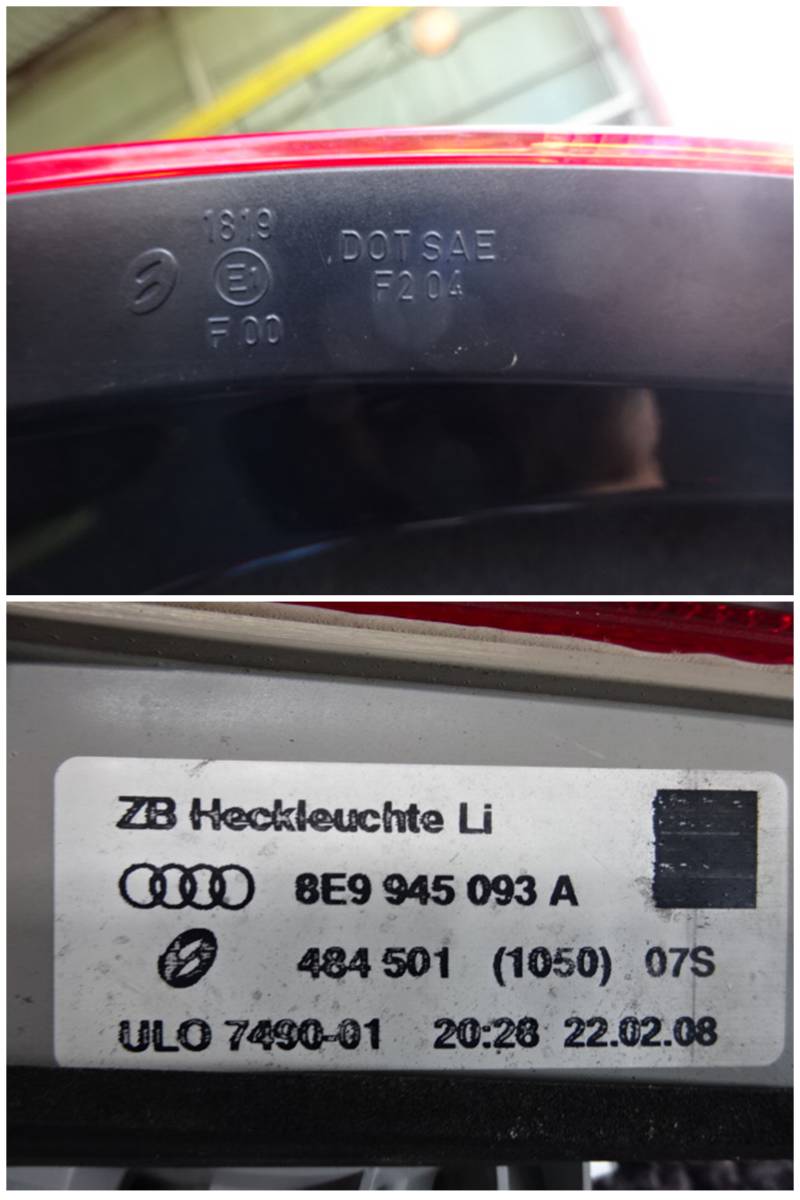 1819
E1
F 00
DOT SAE
F2 04
ZB Heckleuchte Li
8E9 945 093 A
484 501 (1050) 07S
ULO 7490-01 20:28 22.02.08